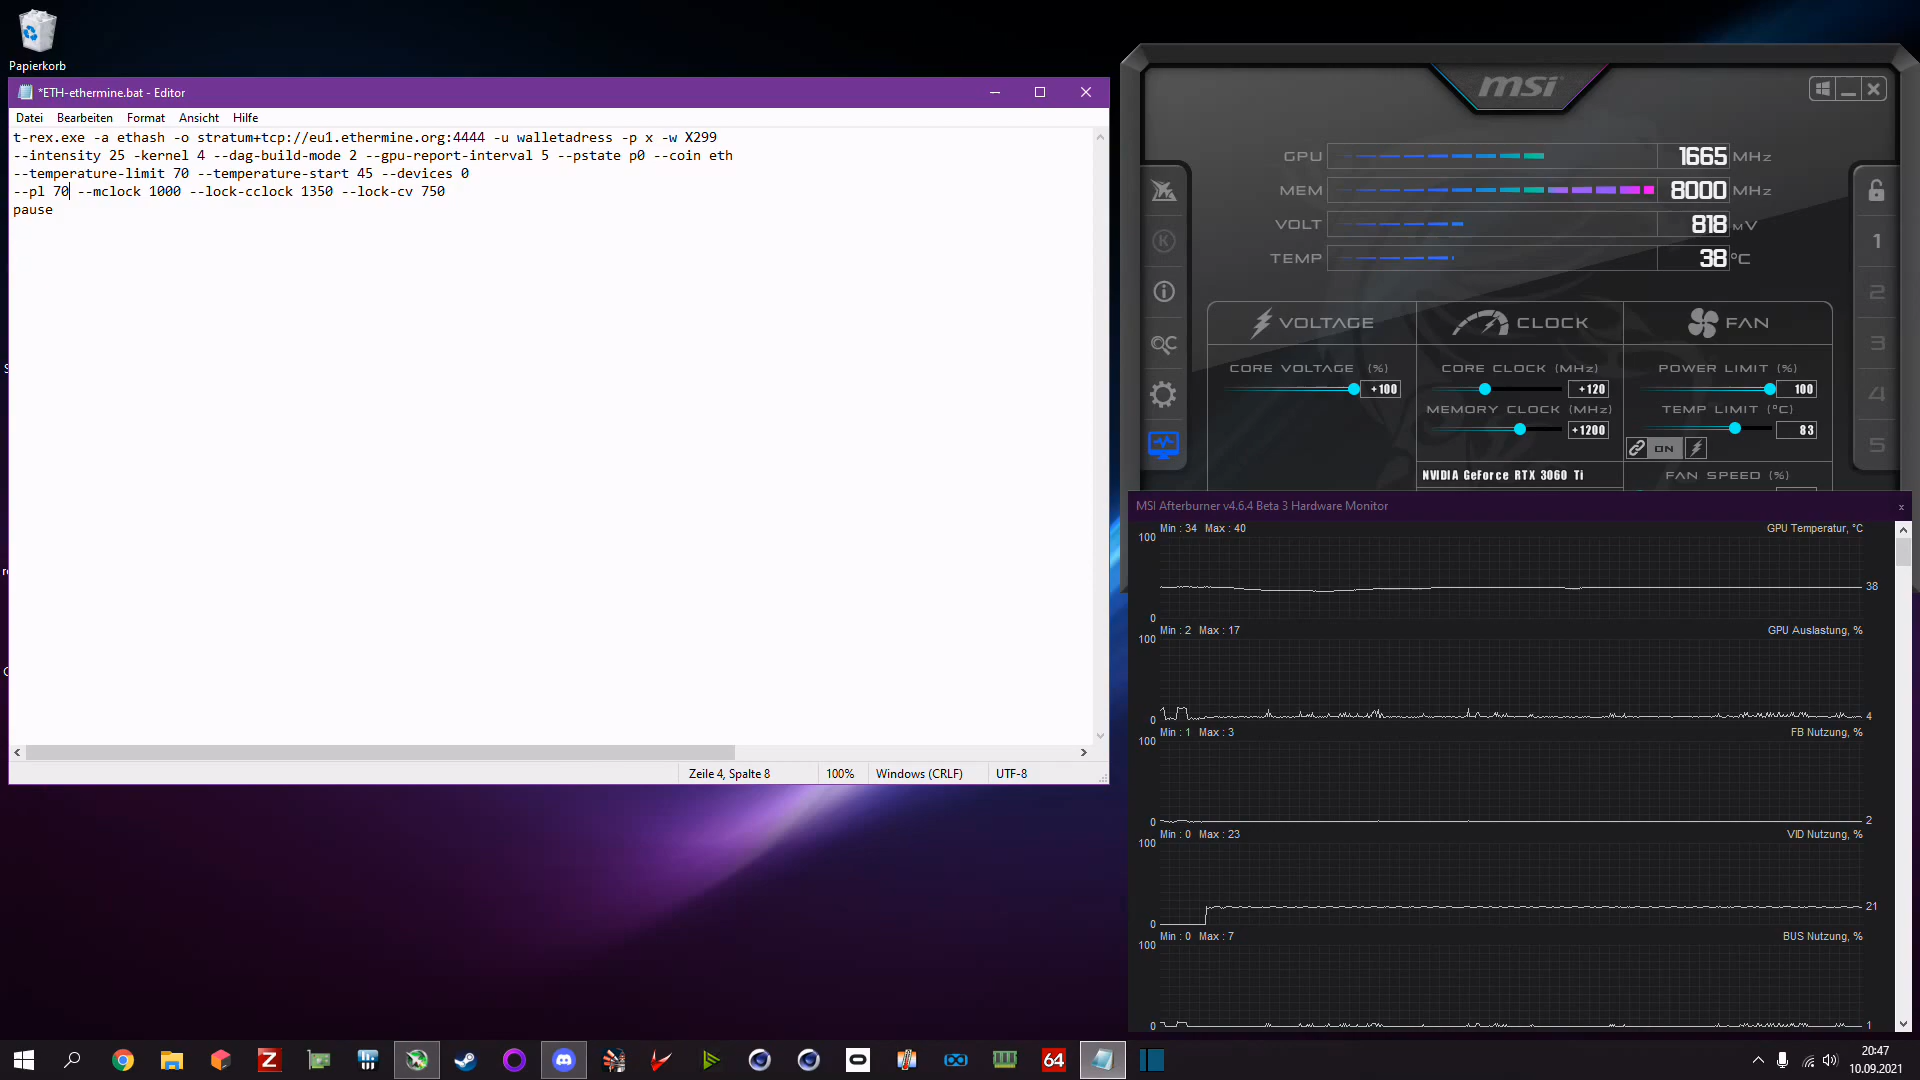 Papierkorb
*ETH-ethermine.bat - Editor
Datei Bearbeiten Format Ansicht Hilfe
t-rex.exe -a ethash -o stratum+tcp://eu1.ethermine.org:4444 -u walletadress -p x -w X299
--intensity 25 -kernel 4 --dag-build-mode 2 --gpu-report-interval 5 --pstate p0 --coin eth
--temperature-limit 70 --temperature-start 45 --devices 0
--pl 70 --mclock 1000 --lock-cclock 1350 --lock-cv 750
pause
Zeile 4, Spalte 8 100% Windows (CRLF) UTF-8
msi
GPU 1665 MHz
MEM 8000 MHz
VOLT 818 mV
TEMP 38 °C
K
1
2
3
4
5
VOLTAGE CLOCK FAN
CORE VOLTAGE (%) CORE CLOCK (MHz) POWER LIMIT (%)
+100 +120 100
MEMORY CLOCK (MHz) TEMP LIMIT (°C)
+1200 83
ON
NVIDIA GeForce RTX 3060 Ti FAN SPEED (%)
MSI Afterburner v4.6.4 Beta 3 Hardware Monitor x
Min : 34 Max : 40 GPU Temperatur, °C
100
38
0
Min : 2 Max : 17 GPU Auslastung, %
100
0 4
Min : 1 Max : 3 FB Nutzung, %
100
0 2
Min : 0 Max : 23 VID Nutzung, %
100
21
0
Min : 0 Max : 7 BUS Nutzung, %
100
0 1
Z
64
20:47
10.09.2021